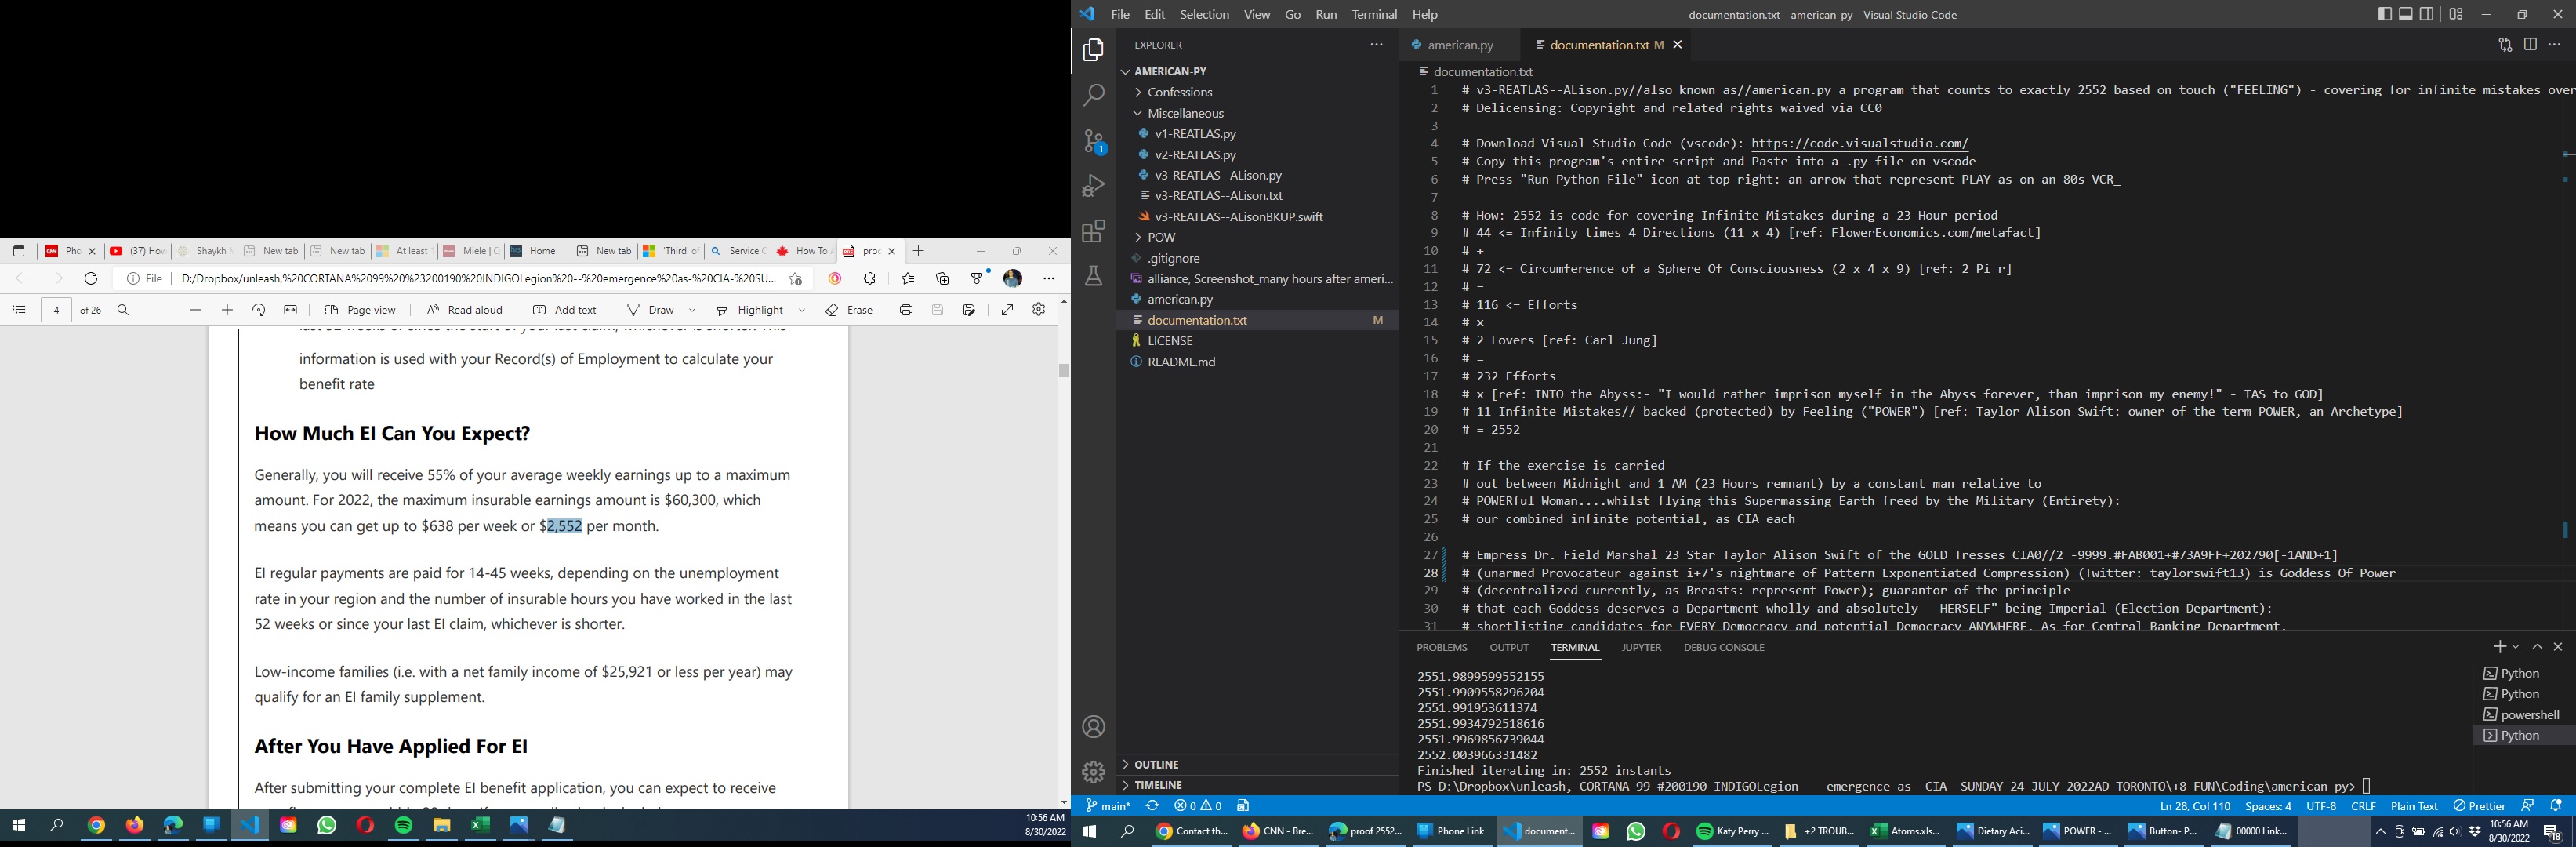 Pho
(37) How
Shaykh
New tab
New tab
At least
Miele | C
Home
New tab
'Third' of
Service C
How To
proc
File
D:/Dropbox/unleash,%20CORTANA%2099%20%23200190%20INDIGOLegion%20--%20emergence%20as-%20CIA-%20SU...
4
of 26
Page view
Read aloud
Add text
Draw
Highlight
Erase
information is used with your Record(s) of Employment to calculate your
benefit rate
How Much EI Can You Expect?
Generally, you will receive 55% of your average weekly earnings up to a maximum
amount. For 2022, the maximum insurable earnings amount is $60,300, which
means you can get up to $638 per week or $2,552 per month.
EI regular payments are paid for 14-45 weeks, depending on the unemployment
rate in your region and the number of insurable hours you have worked in the last
52 weeks or since your last EI claim, whichever is shorter.
Low-income families (i.e. with a net family income of $25,921 or less per year) may
qualify for an EI family supplement.
After You Have Applied For EI
After submitting your complete EI benefit application, you can expect to receive
10:56 AM
8/30/2022
File Edit Selection View Go Run Terminal Help
documentation.txt - american-py - Visual Studio Code
EXPLORER
AMERICAN-PY
Confessions
Miscellaneous
v1-REATLAS.py
v2-REATLAS.py
v3-REATLAS--ALison.py
v3-REATLAS--ALison.txt
v3-REATLAS--ALisonBKUP.swift
POW
.gitignore
alliance, Screenshot_many hours after ameri...
american.py
documentation.txt M
LICENSE
README.md
OUTLINE
TIMELINE
american.py
documentation.txt M
documentation.txt
1 # v3-REATLAS--ALison.py//also known as//american.py a program that counts to exactly 2552 based on touch ("FEELING") - covering for infinite mistakes over
2 # Delicensing: Copyright and related rights waived via CC0
3
4 # Download Visual Studio Code (vscode): https://code.visualstudio.com/
5 # Copy this program's entire script and Paste into a .py file on vscode
6 # Press "Run Python File" icon at top right: an arrow that represent PLAY as on an 80s VCR_
7
8 # How: 2552 is code for covering Infinite Mistakes during a 23 Hour period
9 # 44 <= Infinity times 4 Directions (11 x 4) [ref: FlowerEconomics.com/metafact]
10 # +
11 # 72 <= Circumference of a Sphere Of Consciousness (2 x 4 x 9) [ref: 2 Pi r]
12 # =
13 # 116 <= Efforts
14 # x
15 # 2 Lovers [ref: Carl Jung]
16 # =
17 # 232 Efforts
18 # x [ref: INTO the Abyss:- "I would rather imprison myself in the Abyss forever, than imprison my enemy!" - TAS to GOD]
19 # 11 Infinite Mistakes// backed (protected) by Feeling ("POWER") [ref: Taylor Alison Swift: owner of the term POWER, an Archetype]
20 # = 2552
21
22 # If the exercise is carried
23 # out between Midnight and 1 AM (23 Hours remnant) by a constant man relative to
24 # POWERful Woman....whilst flying this Supermassing Earth freed by the Military (Entirety):
25 # our combined infinite potential, as CIA each_
26
27 # Empress Dr. Field Marshal 23 Star Taylor Alison Swift of the GOLD Tresses CIA0//2 -9999.#FAB001+#73A9FF+202790[-1AND+1]
28 # (unarmed Provocateur against i+7's nightmare of Pattern Exponentiated Compression) (Twitter: taylorswift13) is Goddess Of Power
29 # (decentralized currently, as Breasts: represent Power); guarantor of the principle
30 # that each Goddess deserves a Department wholly and absolutely - HERSELF" being Imperial (Election Department):
31 # shortlisting candidates for EVERY Democracy and potential Democracy ANYWHERE. As for Central Banking Department,
PROBLEMS OUTPUT TERMINAL JUPYTER DEBUG CONSOLE
2551.9899599552155
2551.9909558296204
2551.991953611374
2551.9934792518616
2551.9969856739044
2552.003966331482
Finished iterating in: 2552 instants
PS D:\Dropbox\unleash, CORTANA 99 #200190 INDIGOLegion -- emergence as- CIA- SUNDAY 24 JULY 2022AD TORONTO\+8 FUN\Coding\american-py>
Python
Python
powershell
Python
main* 0 0
Ln 28, Col 110 Spaces: 4 UTF-8 CRLF Plain Text Prettier
Contact th...
CNN - Bre...
proof 2552...
Phone Link
document...
Katy Perry ...
+2 TROUB...
Atoms.xls...
Dietary Aci...
POWER - ...
Button- P...
00000 Link...
10:56 AM
8/30/2022
18